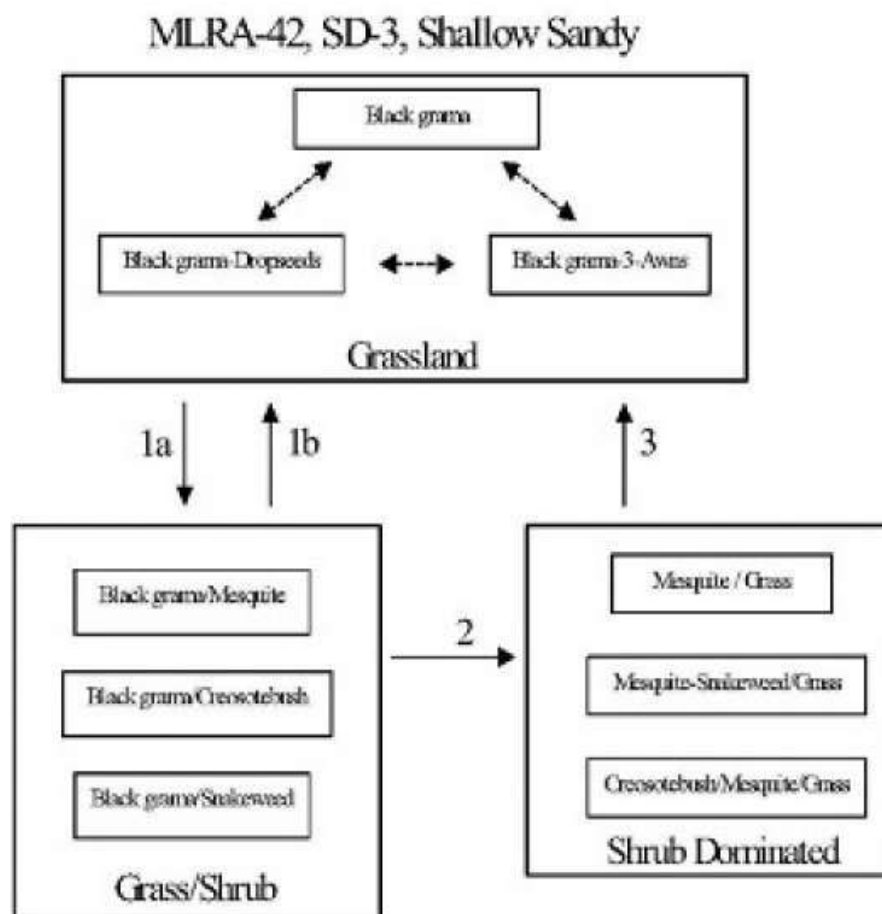 MLRA-42, SD-3, Shallow Sandy
Black grama
Black grama-Dropseeds
Black grama-3-Awns
Grassland
1a
1b
3
Black grama/Mesquite
Black grama/Creosotebush
Black grama/Snakeweed
Grass/Shrub
2
Mesquite / Grass
Mesquite-Snakeweed/Grass
Creosotebush/Mesquite/Grass
Shrub Dominated